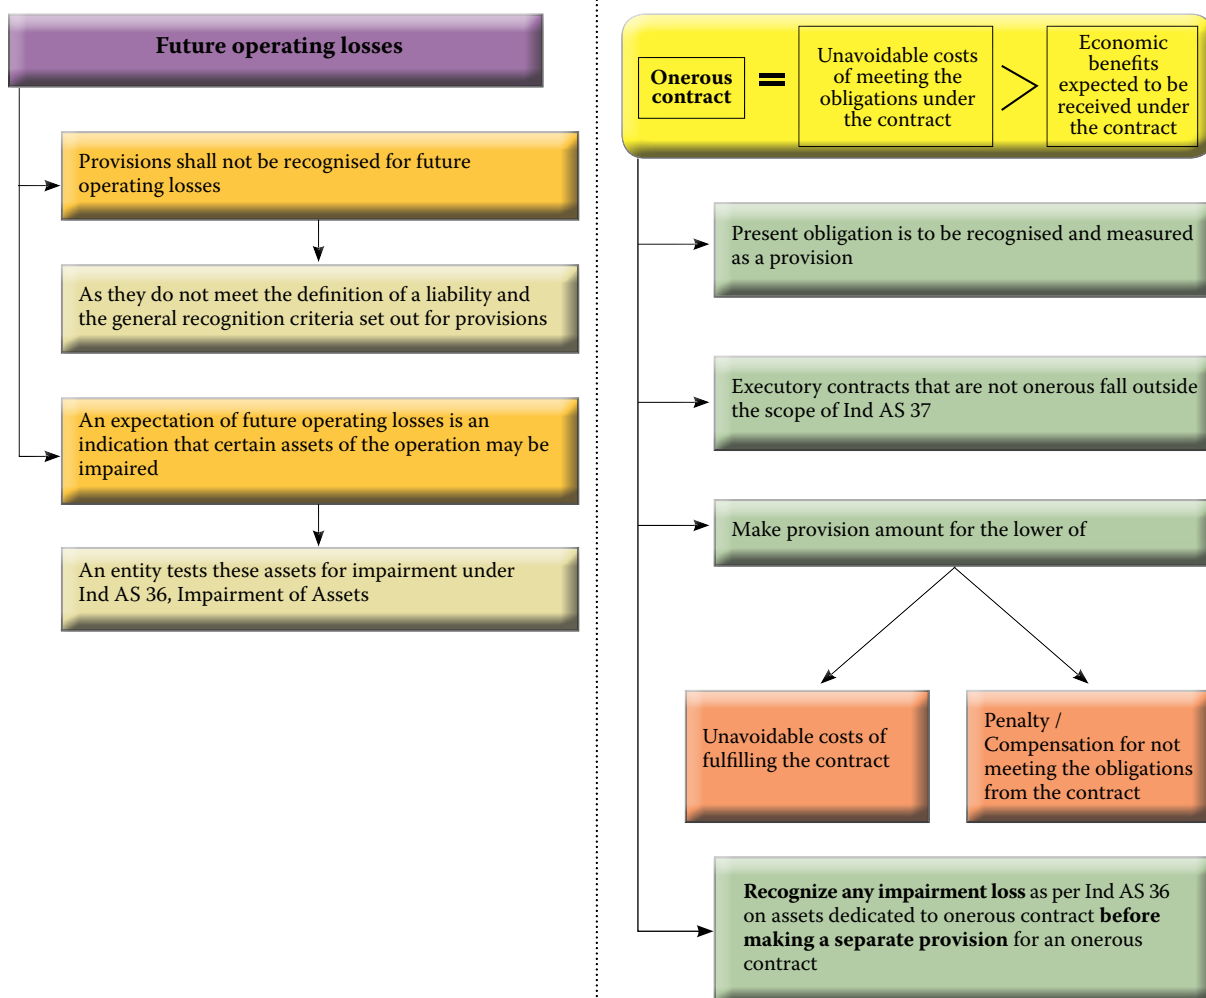 Future operating losses
Provisions shall not be recognised for future
operating losses
As they do not meet the definition of a liability and
the general recognition criteria set out for provisions
An expectation of future operating losses is an
indication that certain assets of the operation may be
impaired
An entity tests these assets for impairment under
Ind AS 36, Impairment of Assets
Onerous
contract
=
Unavoidable costs
of meeting the
obligations under
the contract
>
Economic
benefits
expected to be
received under
the contract
Present obligation is to be recognised and measured
as a provision
Executory contracts that are not onerous fall outside
the scope of Ind AS 37
Make provision amount for the lower of
Unavoidable costs of
fulfilling the contract
Penalty /
Compensation for not
meeting the obligations
from the contract
Recognize any impairment loss as per Ind AS 36
on assets dedicated to onerous contract before
making a separate provision for an onerous
contract